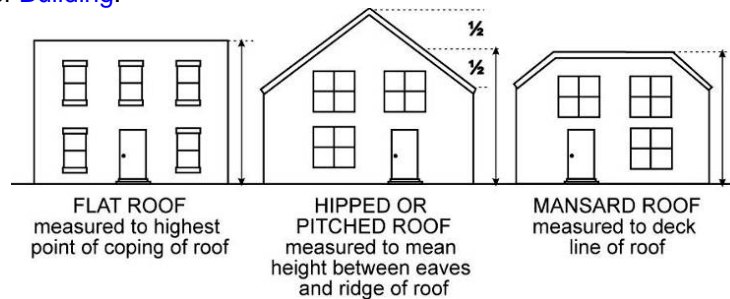 Building.
½
½
FLAT ROOF
measured to highest
point of coping of roof
HIPPED OR
PITCHED ROOF
measured to mean
height between eaves
and ridge of roof
MANSARD ROOF
measured to deck
line of roof